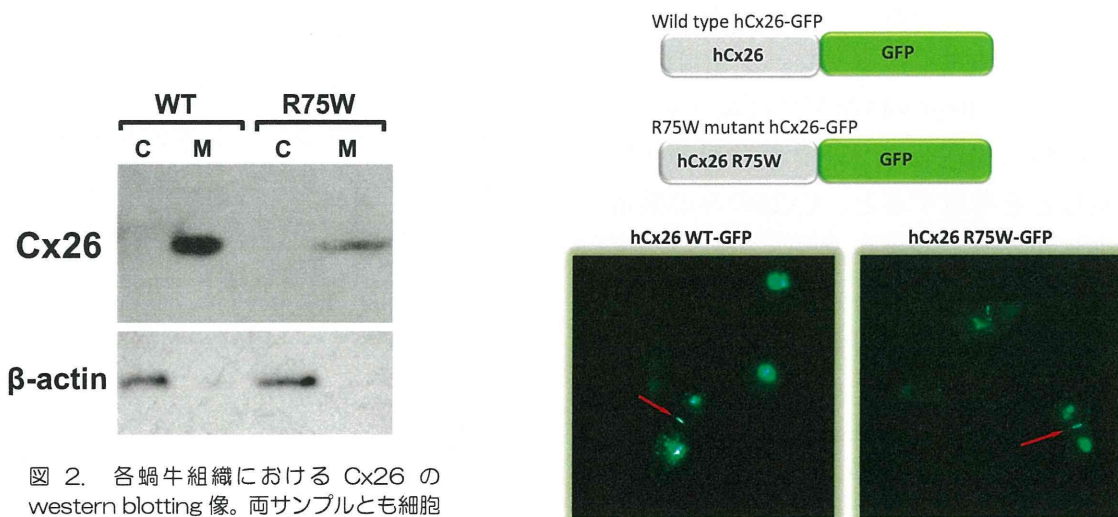 WT R75W
C M C M
Cx26
β-actin
図 2. 各蝸牛組織における Cx26 の
western blotting 像。両サンプルとも細胞
Wild type hCx26-GFP
hCx26 GFP
R75W mutant hCx26-GFP
hCx26 R75W GFP
hCx26 WT-GFP hCx26 R75W-GFP